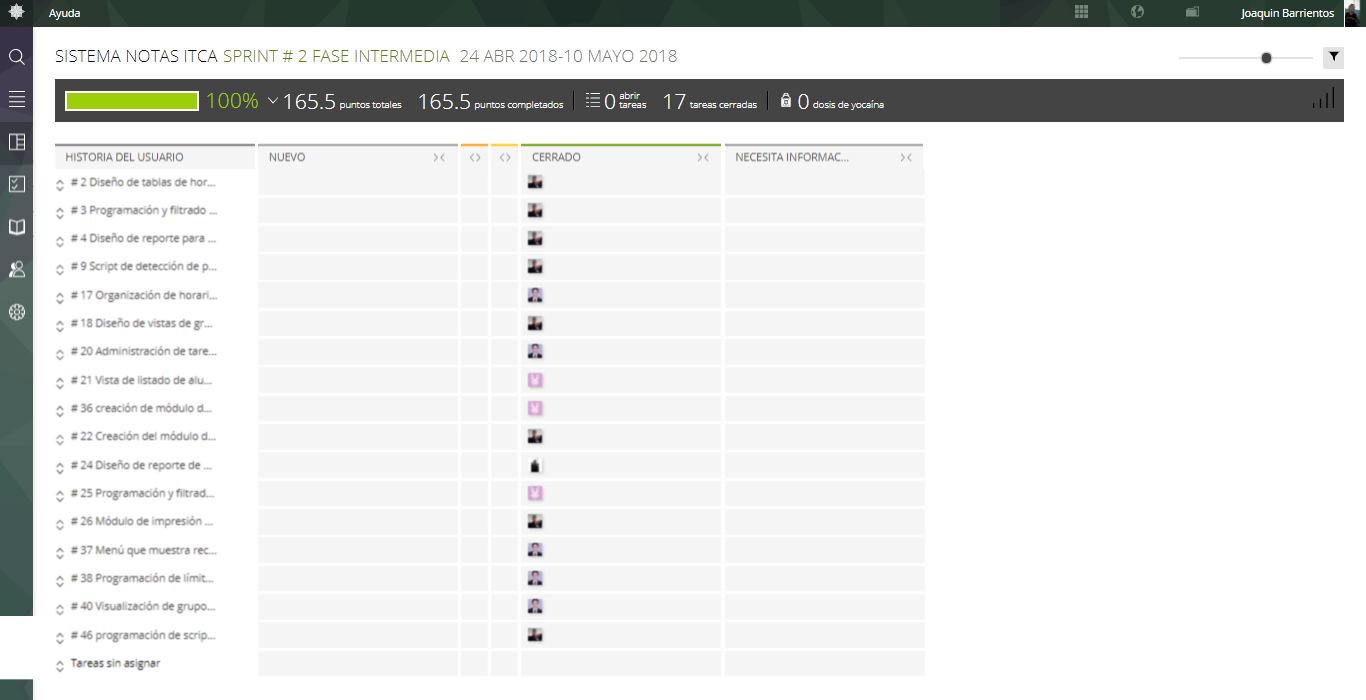 Ayuda
Joaquin Barrientos
SISTEMA NOTAS ITCA SPRINT # 2 FASE INTERMEDIA 24 ABR 2018-10 MAYO 2018
100% 165.5 puntos totales 165.5 puntos completados 0 abrir tareas 17 tareas cerradas 0 dosis de yocaína
HISTORIA DEL USUARIO NUEVO CERRADO NECESITA INFORMAC...
# 2 Diseño de tablas de hor...
# 3 Programación y filtrado ...
# 4 Diseño de reporte para ...
# 9 Script de detección de p...
# 17 Organización de horari...
# 18 Diseño de vistas de gr...
# 20 Administración de tare...
# 21 Vista de listado de alu...
# 36 creación de módulo d...
# 22 Creación del módulo d...
# 24 Diseño de reporte de ...
# 25 Programación y filtrad...
# 26 Módulo de impresión ...
# 37 Menú que muestra rec...
# 38 Programación de límit...
# 40 Visualización de grupo...
# 46 programación de scrip...
Tareas sin asignar